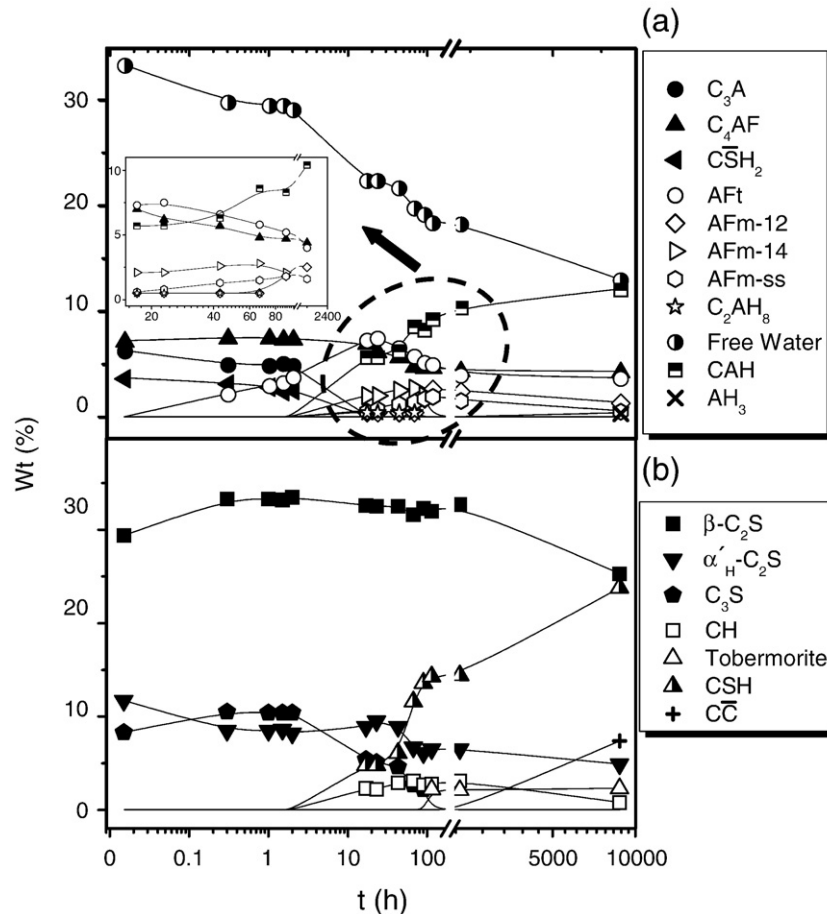 (a)
30
20
10
0
10
5
0
20
40
60
80
2400
C₃A
C₄AF
CS̅H₂
AFt
AFm-12
AFm-14
AFm-ss
C₂AH₈
Free Water
CAH
AH₃
Wt (%)
(b)
30
20
10
0
β-C₂S
α′H-C₂S
C₃S
CH
Tobermorite
CSH
CC̅
0 0.1 1 10 100 5000 10000
t (h)